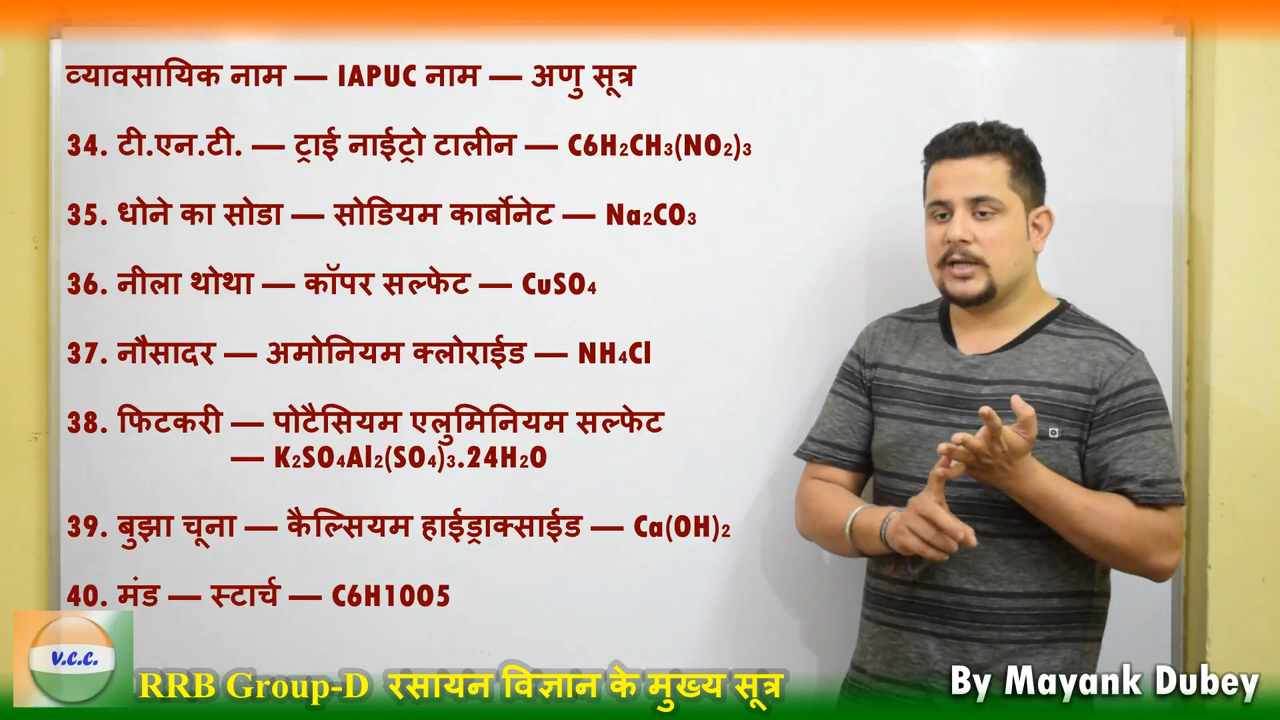 व्यावसायिक नाम — IAPUC नाम — अणु सूत्र
34. टी.एन.टी. — ट्राई नाईट्रो टालीन — C6H₂CH₃(NO₂)₃
35. धोने का सोडा — सोडियम कार्बोनेट — Na₂CO₃
36. नीला थोथा — कॉपर सल्फेट — CuSO₄
37. नौसादर — अमोनियम क्लोराईड — NH₄Cl
38. फिटकरी — पोटैसियम एलुमिनियम सल्फेट
— K₂SO₄Al₂(SO₄)₃.24H₂O
39. बुझा चूना — कैल्सियम हाईड्राक्साईड — Ca(OH)₂
40. मंड — स्टार्च — C6H10O5
V.C.C.
RRB Group-D रसायन विज्ञान के मुख्य सूत्र
By Mayank Dubey